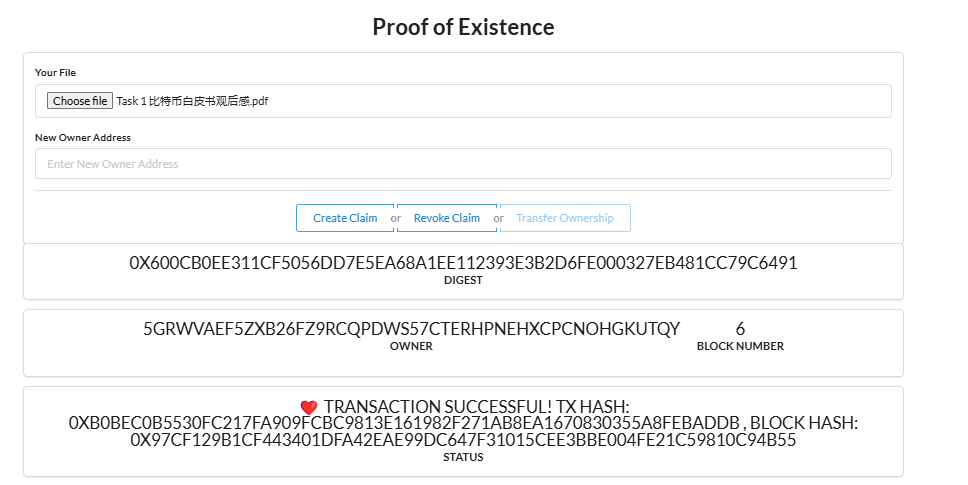 Proof of Existence
Your File
Choose file Task 1 比特币白皮书观后感.pdf
New Owner Address
Enter New Owner Address
Create Claim or Revoke Claim or Transfer Ownership
0X600CB0EE311CF5056DD7E5EA68A1EE112393E3B2D6FE000327EB481CC79C6491
DIGEST
5GRWVAEF5ZXB26FZ9RCQPDWS57CTERHPNEHXCPCNOHGKUTQY 6
OWNER BLOCK NUMBER
❤️ TRANSACTION SUCCESSFUL! TX HASH:
0XB0BEC0B5530FC217FA909FCBC9813E161982F271AB8EA1670830355A8FEBADDB , BLOCK HASH:
0X97CF129B1CF443401DFA42EAE99DC647F31015CEE3BBE004FE21C59810C94B55
STATUS